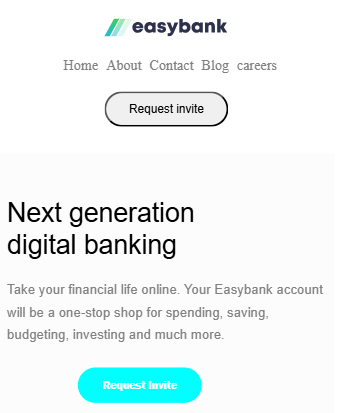 easybank
Home About Contact Blog careers
Request invite
Next generation
digital banking
Take your financial life online. Your Easybank account
will be a one-stop shop for spending, saving,
budgeting, investing and much more.
Request Invite